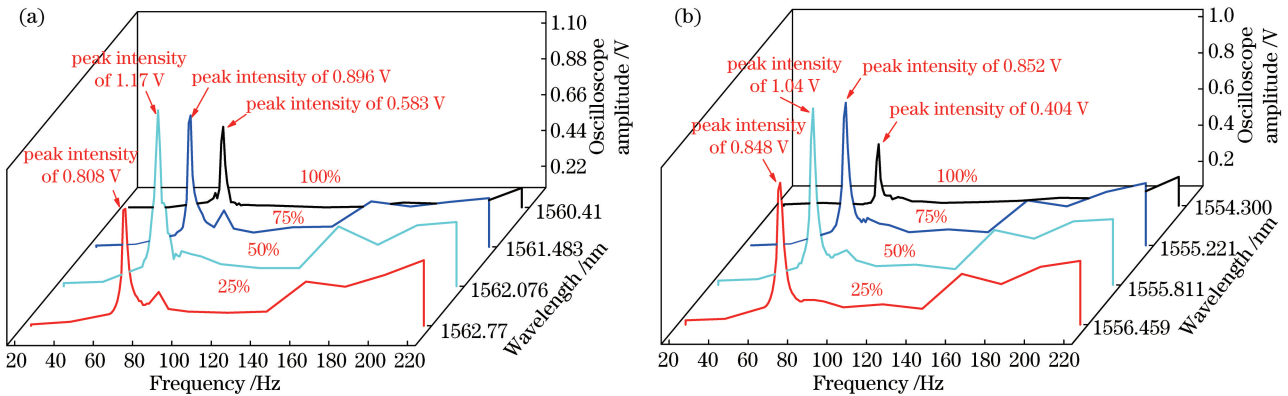 (a)
peak intensity
of 1.17 V
peak intensity of 0.896 V
peak intensity of 0.583 V
peak intensity
of 0.808 V
100%
75%
50%
25%
1.10
0.88
0.66
0.44
0.22
Oscilloscope
amplitude /V
1560.41
1561.483
1562.076
1562.77
Wavelength /nm
20 40 60 80 100 120 140 160 180 200 220
Frequency /Hz
(b)
peak intensity
of 1.04 V
peak intensity of 0.852 V
peak intensity of 0.404 V
peak intensity
of 0.848 V
100%
75%
50%
25%
1.0
0.8
0.6
0.4
0.2
Oscilloscope
amplitude /V
1554.300
1555.221
1555.811
1556.459
Wavelength /nm
20 40 60 80 100 120 140 160 180 200 220
Frequency /Hz